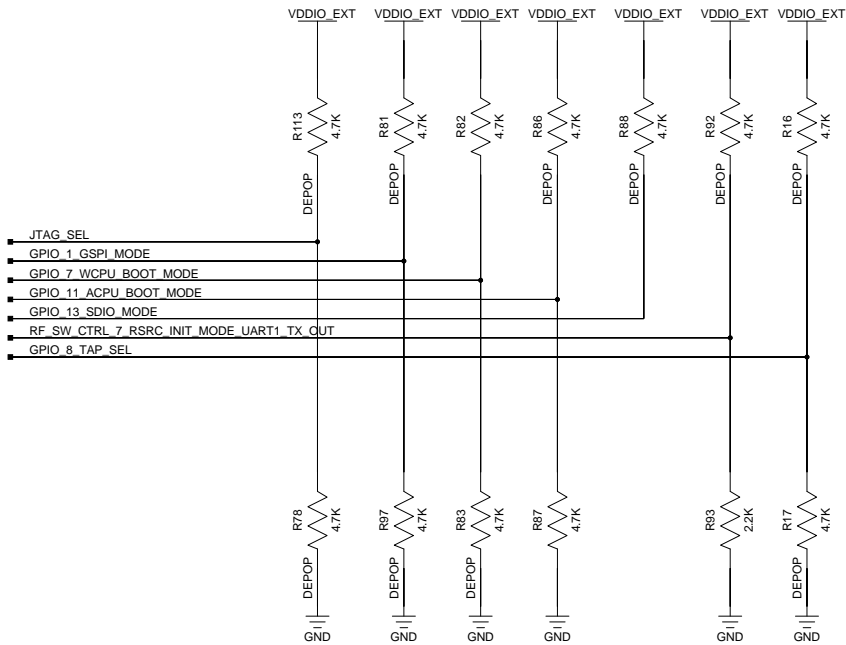 VDDIO_EXT VDDIO_EXT VDDIO_EXT VDDIO_EXT VDDIO_EXT VDDIO_EXT VDDIO_EXT
R113 4.7K
R81 4.7K
R82 4.7K
R86 4.7K
R88 4.7K
R92 4.7K
R16 4.7K
DEPOP DEPOP DEPOP DEPOP DEPOP
JTAG_SEL
GPIO_1_GSPI_MODE
GPIO_7_WCPU_BOOT_MODE
GPIO_11_ACPU_BOOT_MODE
GPIO_13_SDIO_MODE
RF_SW_CTRL_7_RSRC_INIT_MODE_UART1_TX_OUT
GPIO_8_TAP_SEL
R78 4.7K
R97 4.7K
R83 4.7K
R87 4.7K
R93 2.2K
R17 4.7K
DEPOP DEPOP DEPOP DEPOP
GND GND GND GND GND GND